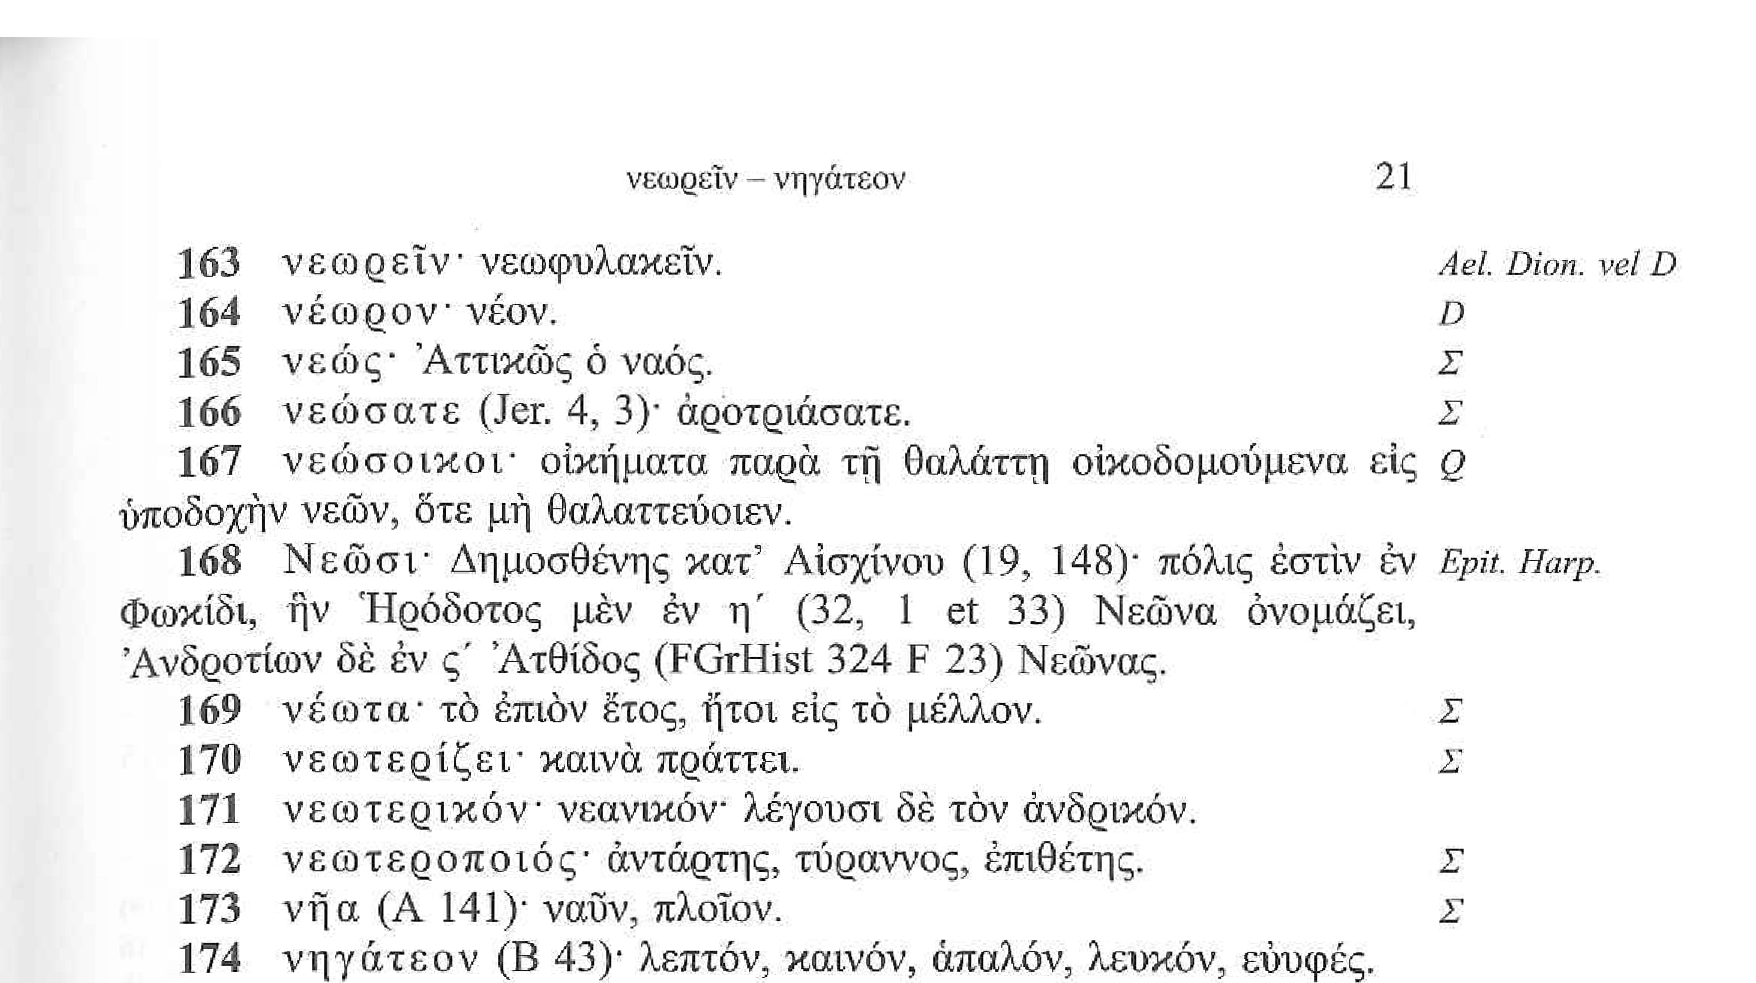 νεωρεῖν – νηγάτεον 21
163 νεωρεῖν· νεωφυλακεῖν. Ael. Dion. vel D
164 νέωρον· νέον. D
165 νεώς· Ἀττικῶς ὁ ναός. Σ
166 νεώσατε (Jer. 4, 3)· ἀροτριάσατε. Σ
167 νεώσοικοι· οἰκήματα παρὰ τῇ θαλάττῃ οἰκοδομούμενα εἰς Q
ὑποδοχὴν νεῶν, ὅτε μὴ θαλαττεύοιεν.
168 Νεῶσι· Δημοσθένης κατ’ Αἰσχίνου (19, 148)· πόλις ἐστὶν ἐν Epit. Harp.
Φωκίδι, ἣν Ἡρόδοτος μὲν ἐν η´ (32, 1 et 33) Νεῶνα ὀνομάζει,
Ἀνδροτίων δὲ ἐν ς´ Ἀτθίδος (FGrHist 324 F 23) Νεῶνας.
169 νέωτα· τὸ ἐπιὸν ἔτος, ἤτοι εἰς τὸ μέλλον. Σ
170 νεωτερίζει· καινὰ πράττει. Σ
171 νεωτερικόν· νεανικόν· λέγουσι δὲ τὸν ἀνδρικόν.
172 νεωτεροποιός· ἀντάρτης, τύραννος, ἐπιθέτης. Σ
173 νῆα (Α 141)· ναῦν, πλοῖον. Σ
174 νηγάτεον (Β 43)· λεπτόν, καινόν, ἁπαλόν, λευκόν, εὐυφές.